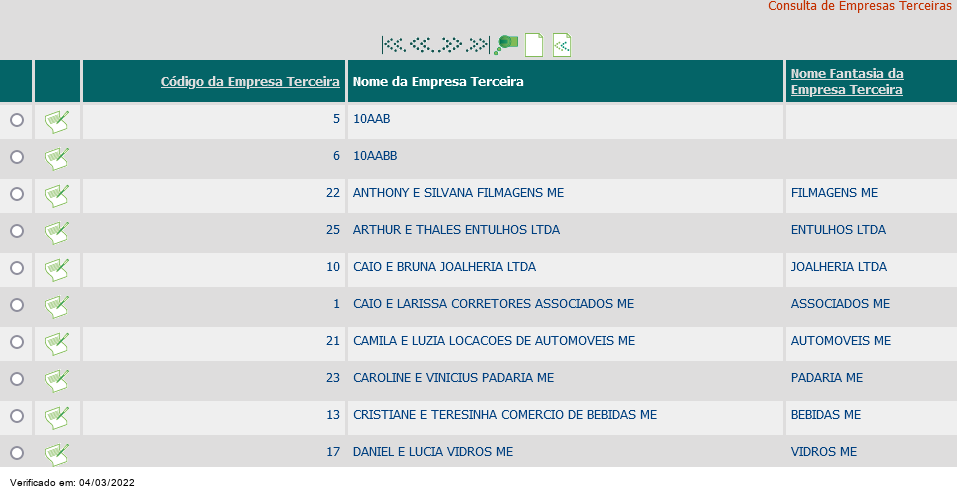 Consulta de Empresas Terceiras
Código da Empresa Terceira Nome da Empresa Terceira Nome Fantasia da
Empresa Terceira
5 10AAB
6 10AABB
22 ANTHONY E SILVANA FILMAGENS ME FILMAGENS ME
25 ARTHUR E THALES ENTULHOS LTDA ENTULHOS LTDA
10 CAIO E BRUNA JOALHERIA LTDA JOALHERIA LTDA
1 CAIO E LARISSA CORRETORES ASSOCIADOS ME ASSOCIADOS ME
21 CAMILA E LUZIA LOCACOES DE AUTOMOVEIS ME AUTOMOVEIS ME
23 CAROLINE E VINICIUS PADARIA ME PADARIA ME
13 CRISTIANE E TERESINHA COMERCIO DE BEBIDAS ME BEBIDAS ME
17 DANIEL E LUCIA VIDROS ME VIDROS ME
Verificado em: 04/03/2022